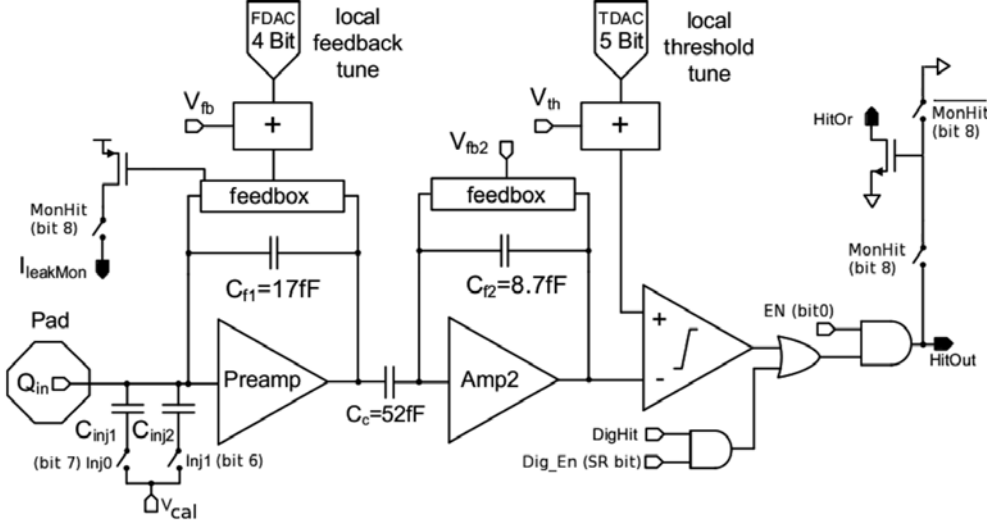 FDAC
4 Bit
local
feedback
tune
TDAC
5 Bit
local
threshold
tune
V_fb
+
V_th
+
HitOr
MonHit
(bit 8)
V_fb2
feedbox
feedbox
MonHit
(bit 8)
I_leakMon
C_f1=17fF
C_f2=8.7fF
MonHit
(bit 8)
Pad
Q_in
Preamp
C_c=52fF
Amp2
+
-
EN (bit0)
HitOut
C_inj1
C_inj2
(bit 7) Inj0
Inj1 (bit 6)
V_cal
DigHit
Dig_En (SR bit)